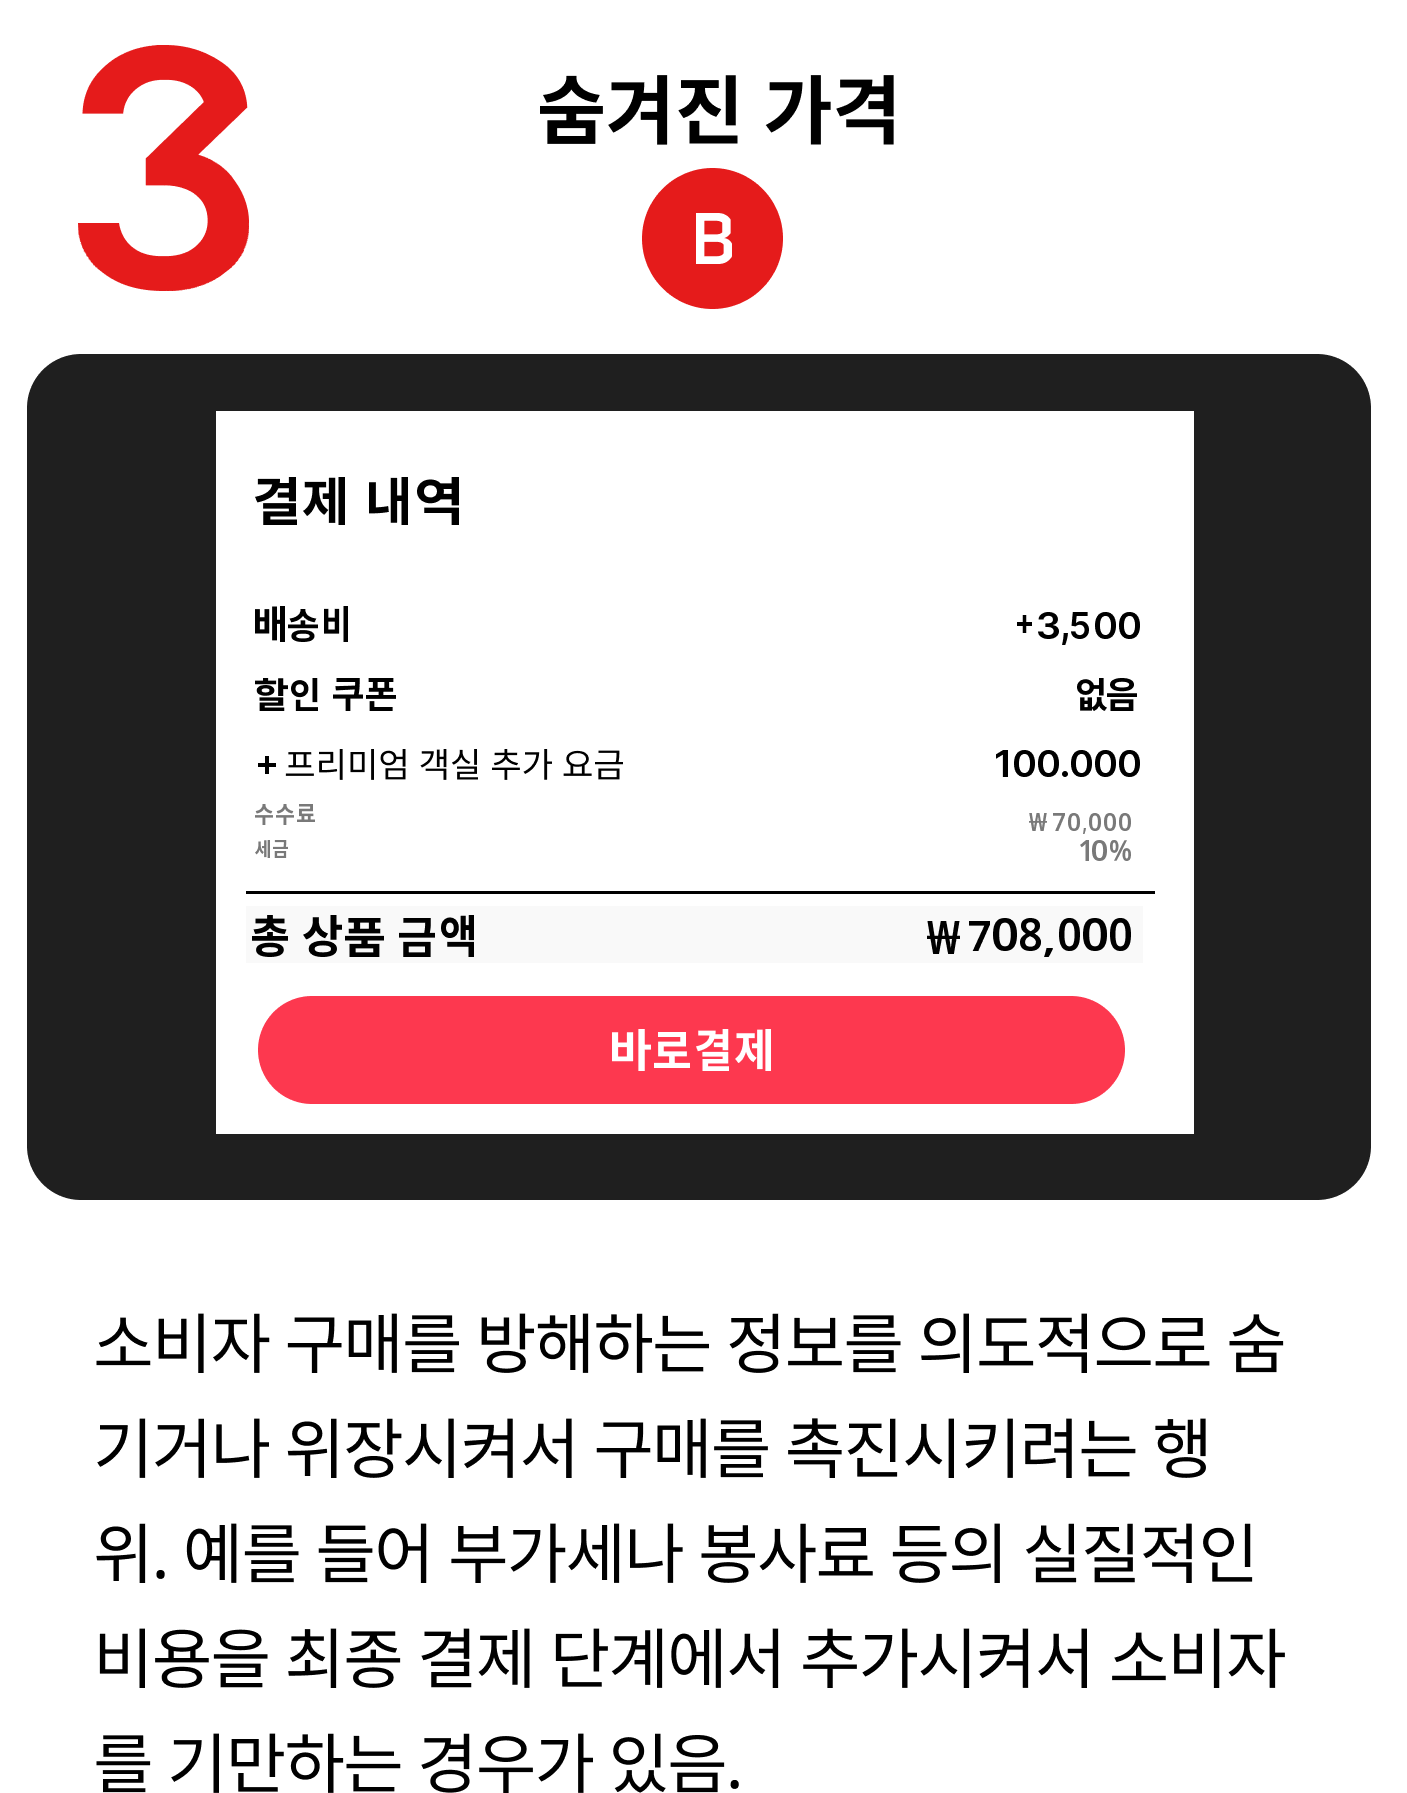 3
숨겨진 가격
B
결제 내역
배송비 +3,500
할인 쿠폰 없음
+ 프리미엄 객실 추가 요금 100.000
수수료 ₩ 70,000
세금 10%
총 상품 금액 ₩ 708,000
바로결제
소비자 구매를 방해하는 정보를 의도적으로 숨
기거나 위장시켜서 구매를 촉진시키려는 행
위. 예를 들어 부가세나 봉사료 등의 실질적인
비용을 최종 결제 단계에서 추가시켜서 소비자
를 기만하는 경우가 있음.